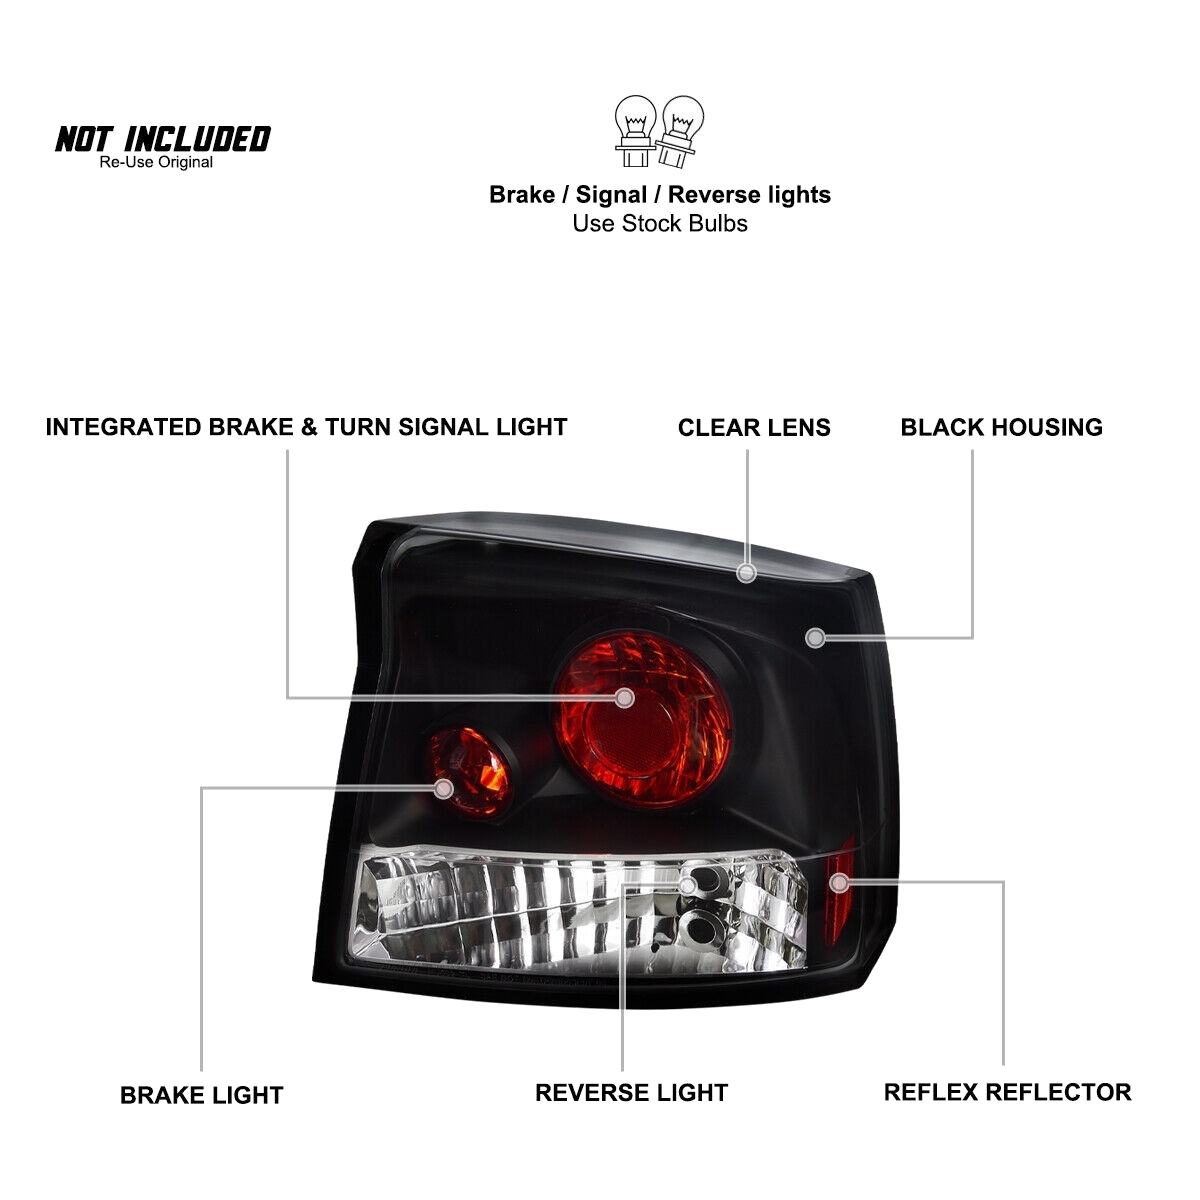 NOT INCLUDED
Re-Use Original
Brake / Signal / Reverse lights
Use Stock Bulbs
INTEGRATED BRAKE & TURN SIGNAL LIGHT
CLEAR LENS
BLACK HOUSING
BRAKE LIGHT
REVERSE LIGHT
REFLEX REFLECTOR